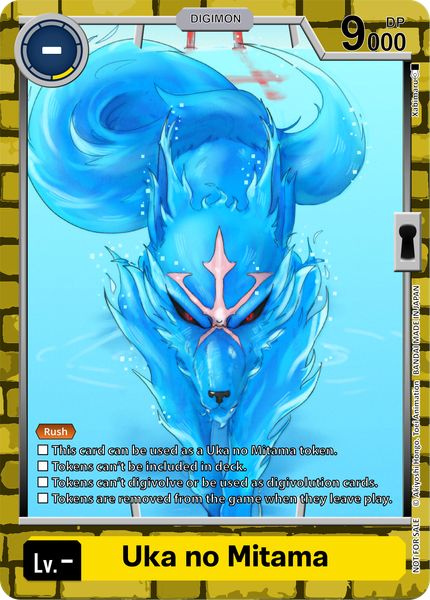 DIGIMON
DP
9000
-
Xabimaru
Rush
□ This card can be used as a Uka no Mitama token.
□ Tokens can't be included in deck.
□ Tokens can't digivolve or be used as digivolution cards.
□ Tokens are removed from the game when they leave play.
NOT FOR SALE © Akiyoshi Hongo, Toei Animation BANDAI MADE IN JAPAN
Lv.-
Uka no Mitama